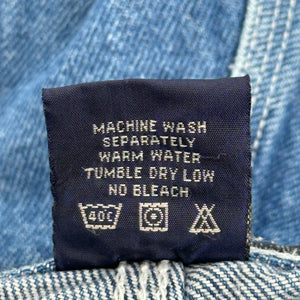 MACHINE WASH
SEPARATELY
WARM WATER
TUMBLE DRY LOW
NO BLEACH
40C